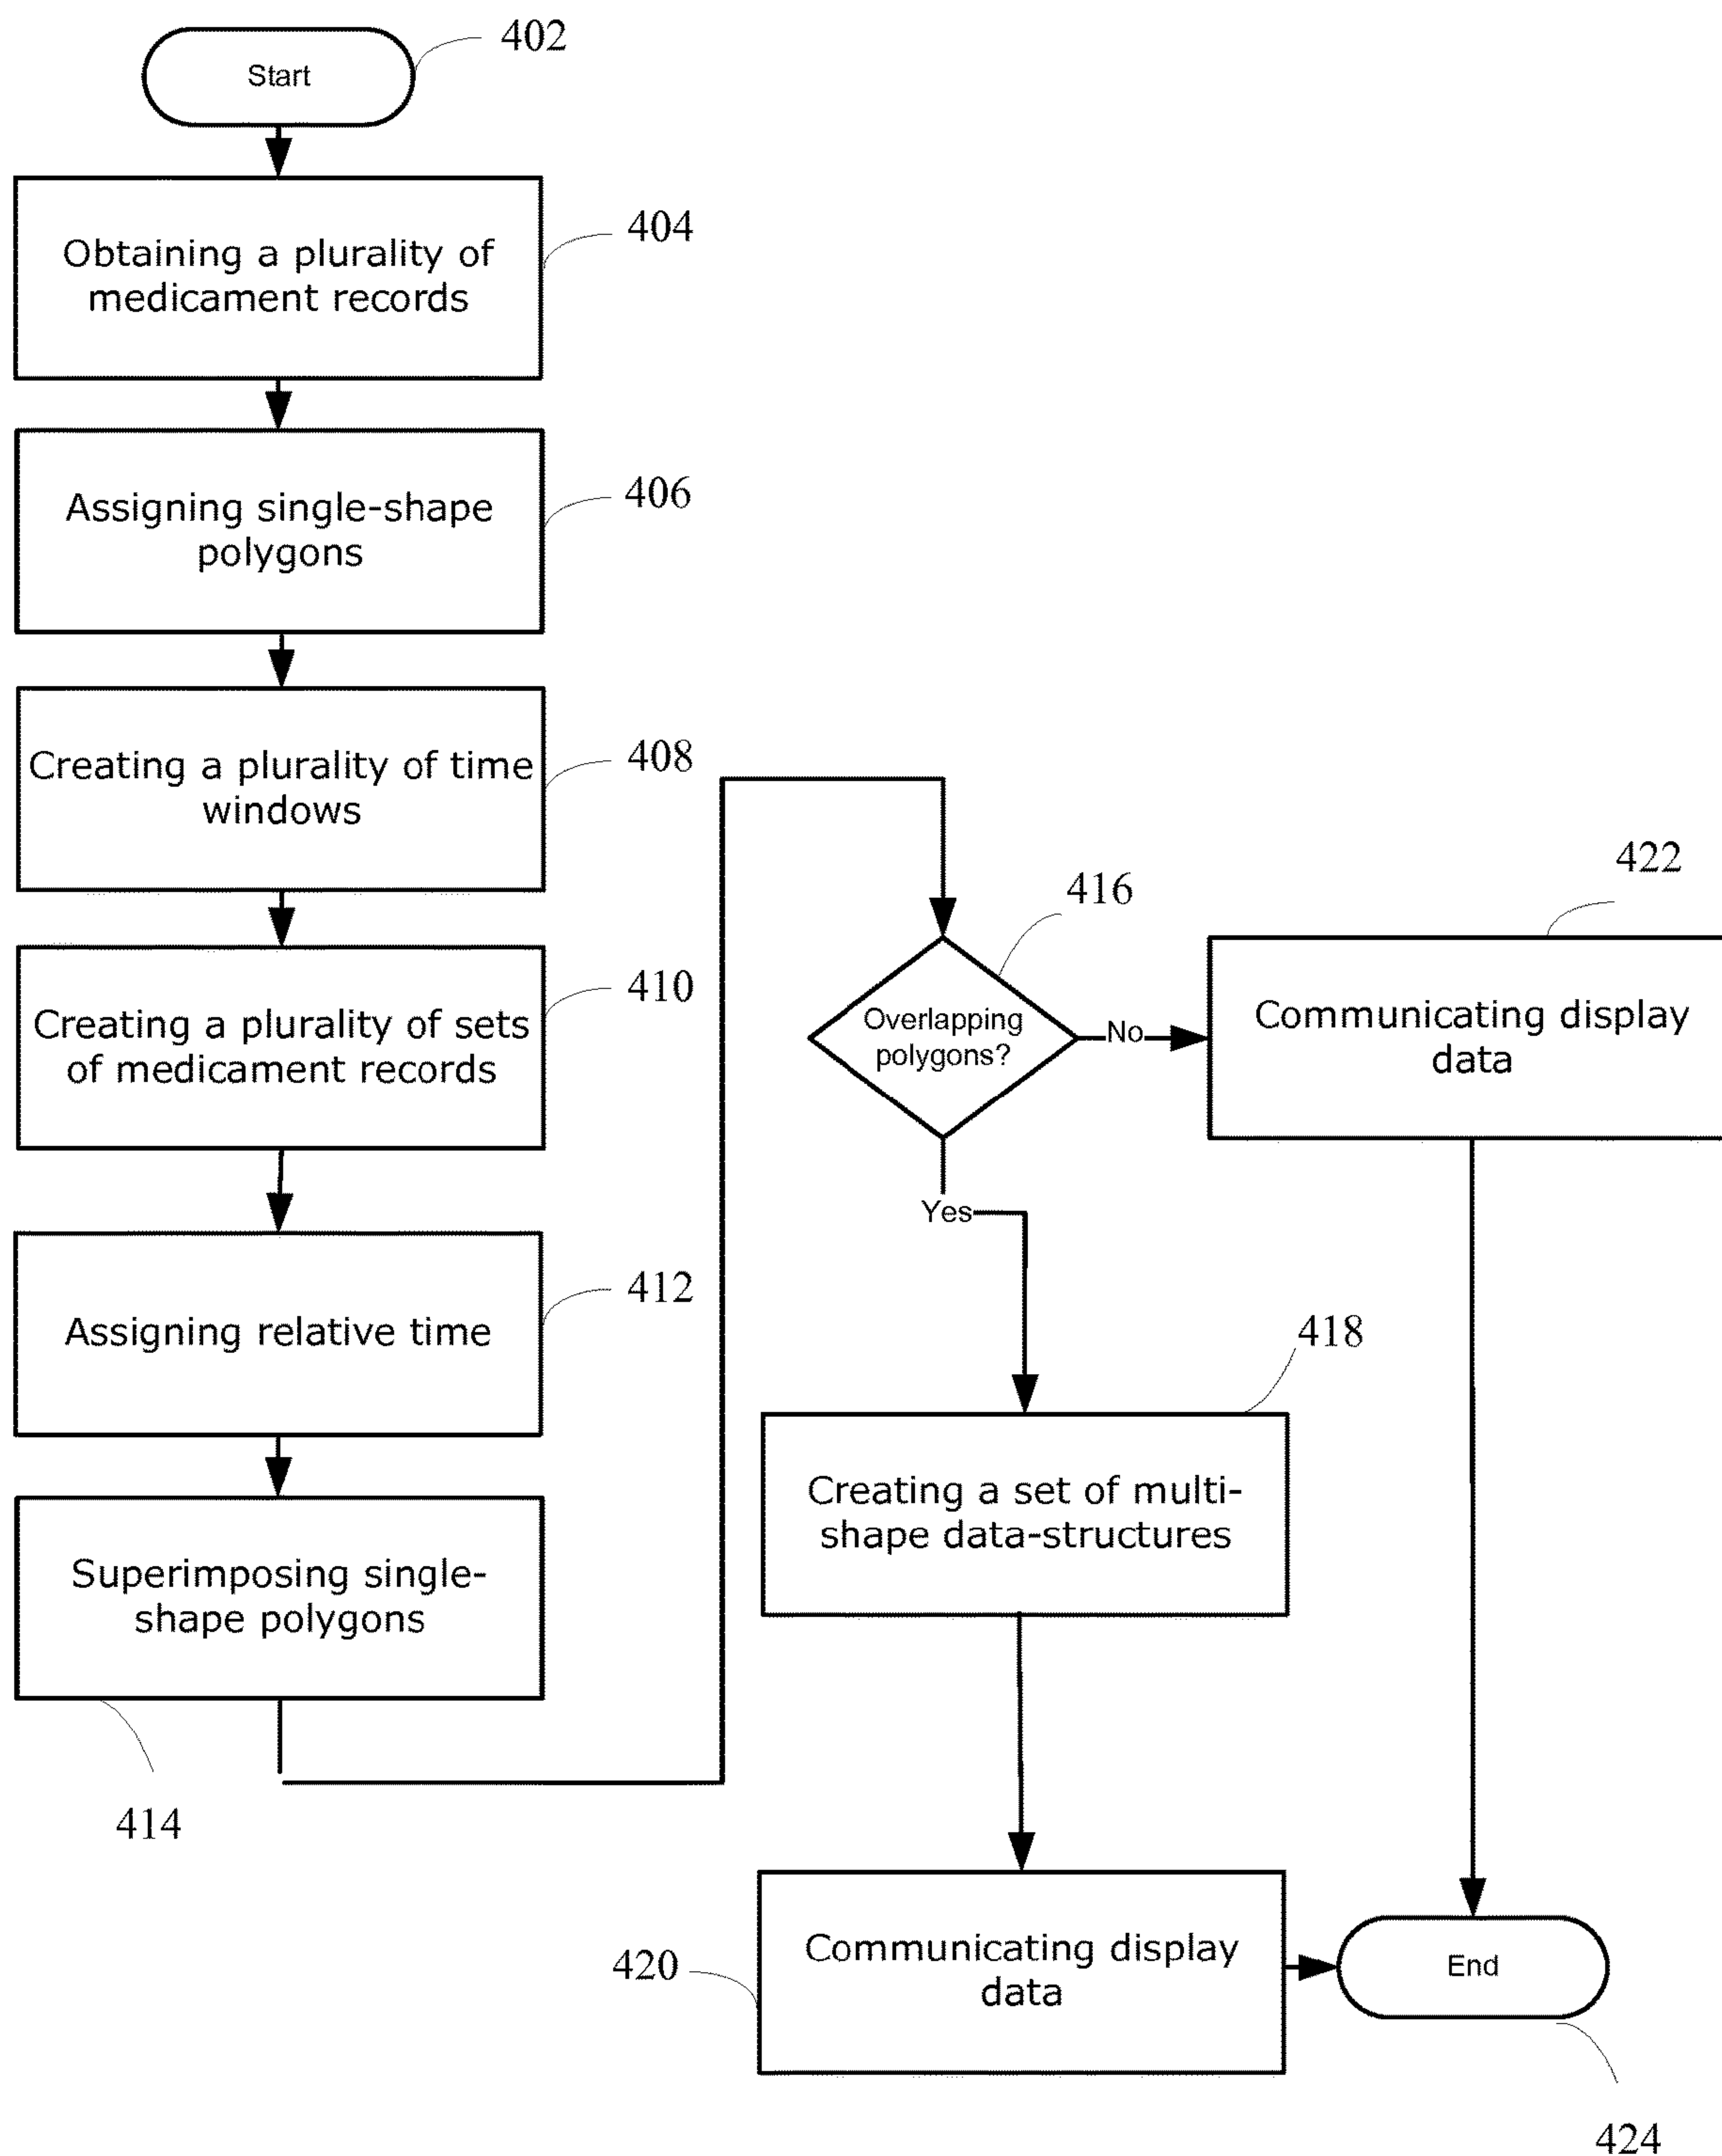 Start
402
Obtaining a plurality of
medicament records
404
Assigning single-shape
polygons
406
Creating a plurality of time
windows
408
Creating a plurality of sets
of medicament records
410
Assigning relative time
412
Superimposing single-
shape polygons
414
Overlapping
polygons?
416
No
Communicating display
data
422
Yes
Creating a set of multi-
shape data-structures
418
Communicating display
data
420
End
424